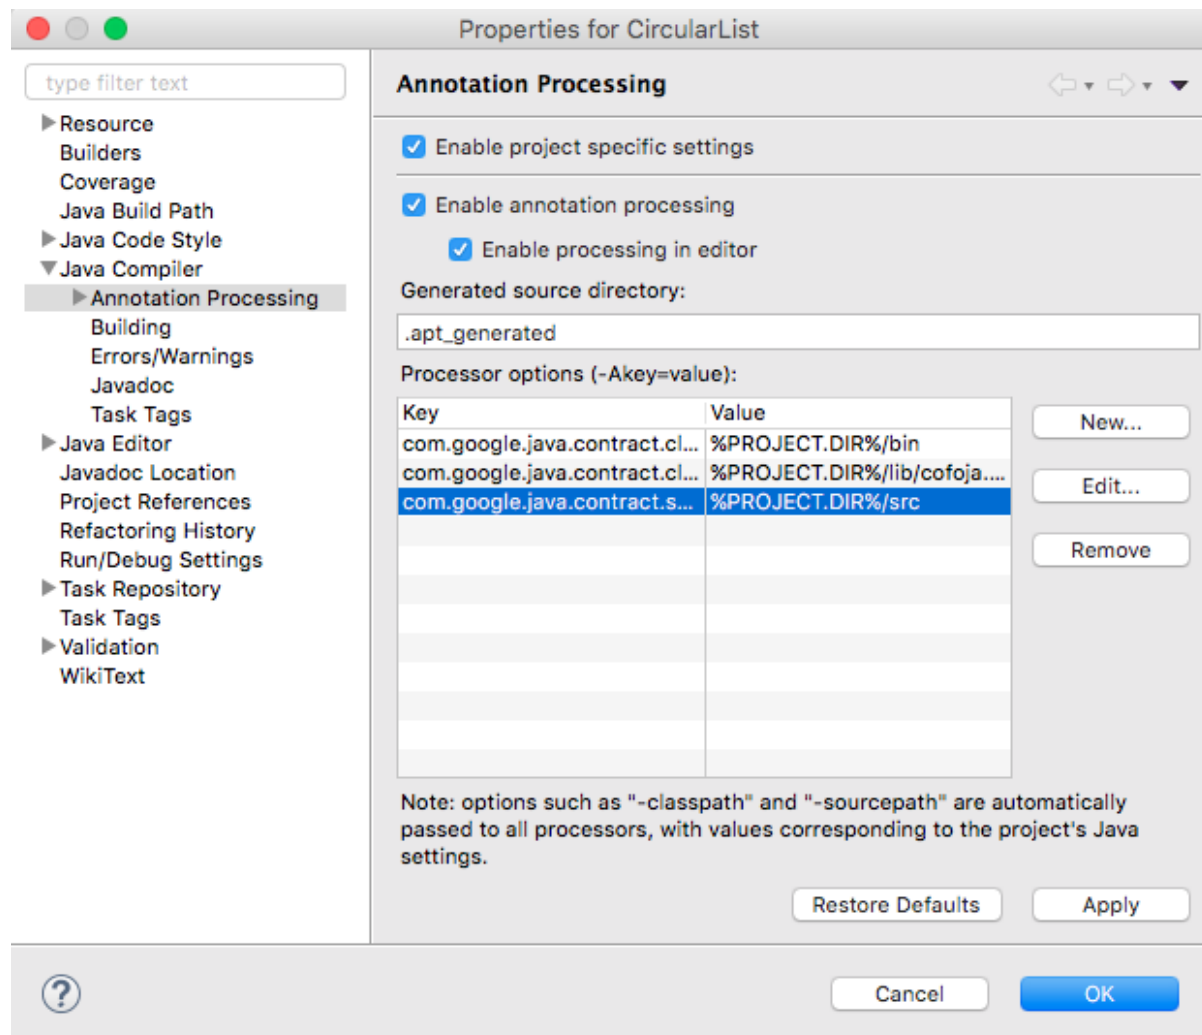 Properties for CircularList
type filter text
Resource
Builders
Coverage
Java Build Path
Java Code Style
Java Compiler
Annotation Processing
Building
Errors/Warnings
Javadoc
Task Tags
Java Editor
Javadoc Location
Project References
Refactoring History
Run/Debug Settings
Task Repository
Task Tags
Validation
WikiText
Annotation Processing
Enable project specific settings
Enable annotation processing
Enable processing in editor
Generated source directory:
.apt_generated
Processor options (-Akey=value):
Key Value
com.google.java.contract.cl... %PROJECT.DIR%/bin
com.google.java.contract.cl... %PROJECT.DIR%/lib/cofoja....
com.google.java.contract.s... %PROJECT.DIR%/src
New...
Edit...
Remove
Note: options such as "-classpath" and "-sourcepath" are automatically
passed to all processors, with values corresponding to the project's Java
settings.
Restore Defaults Apply
? Cancel OK